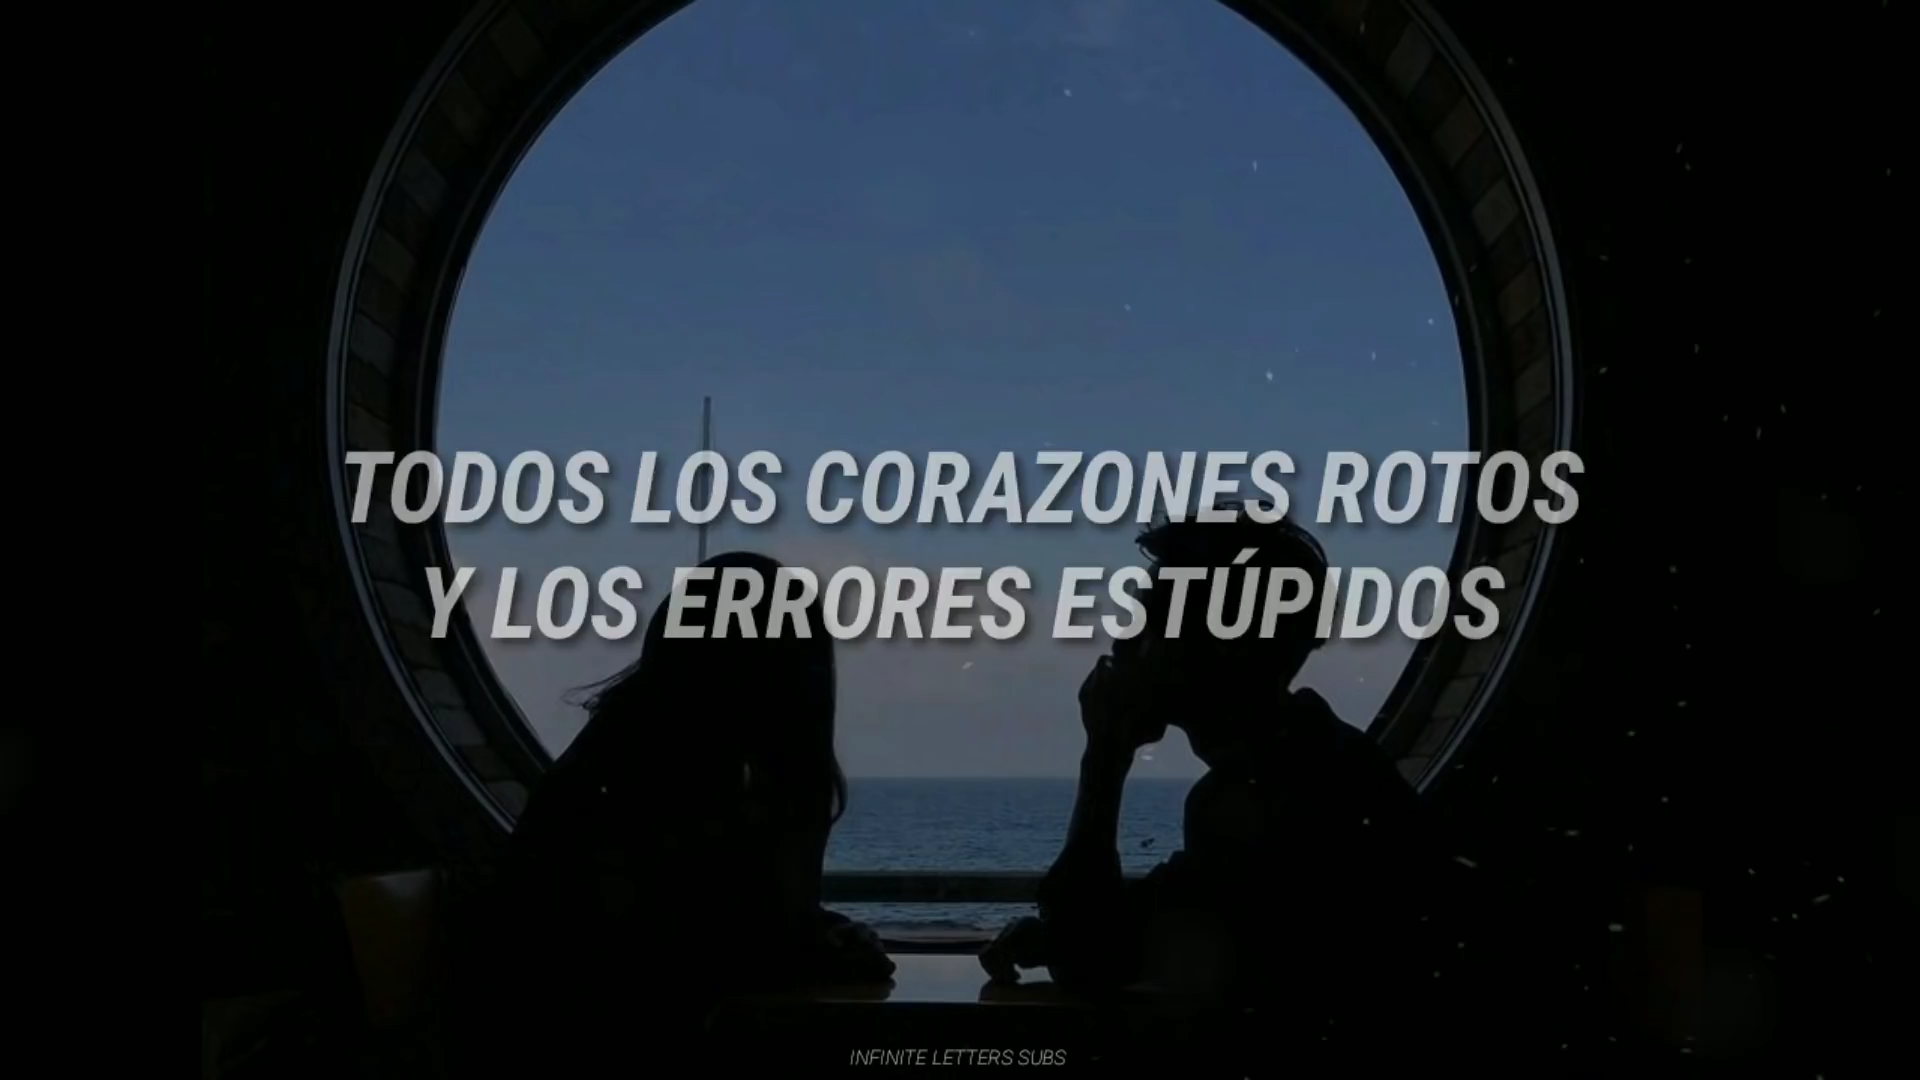 TODOS LOS CORAZONES ROTOS
Y LOS ERRORES ESTÚPIDOS
INFINITE LETTERS SUBS